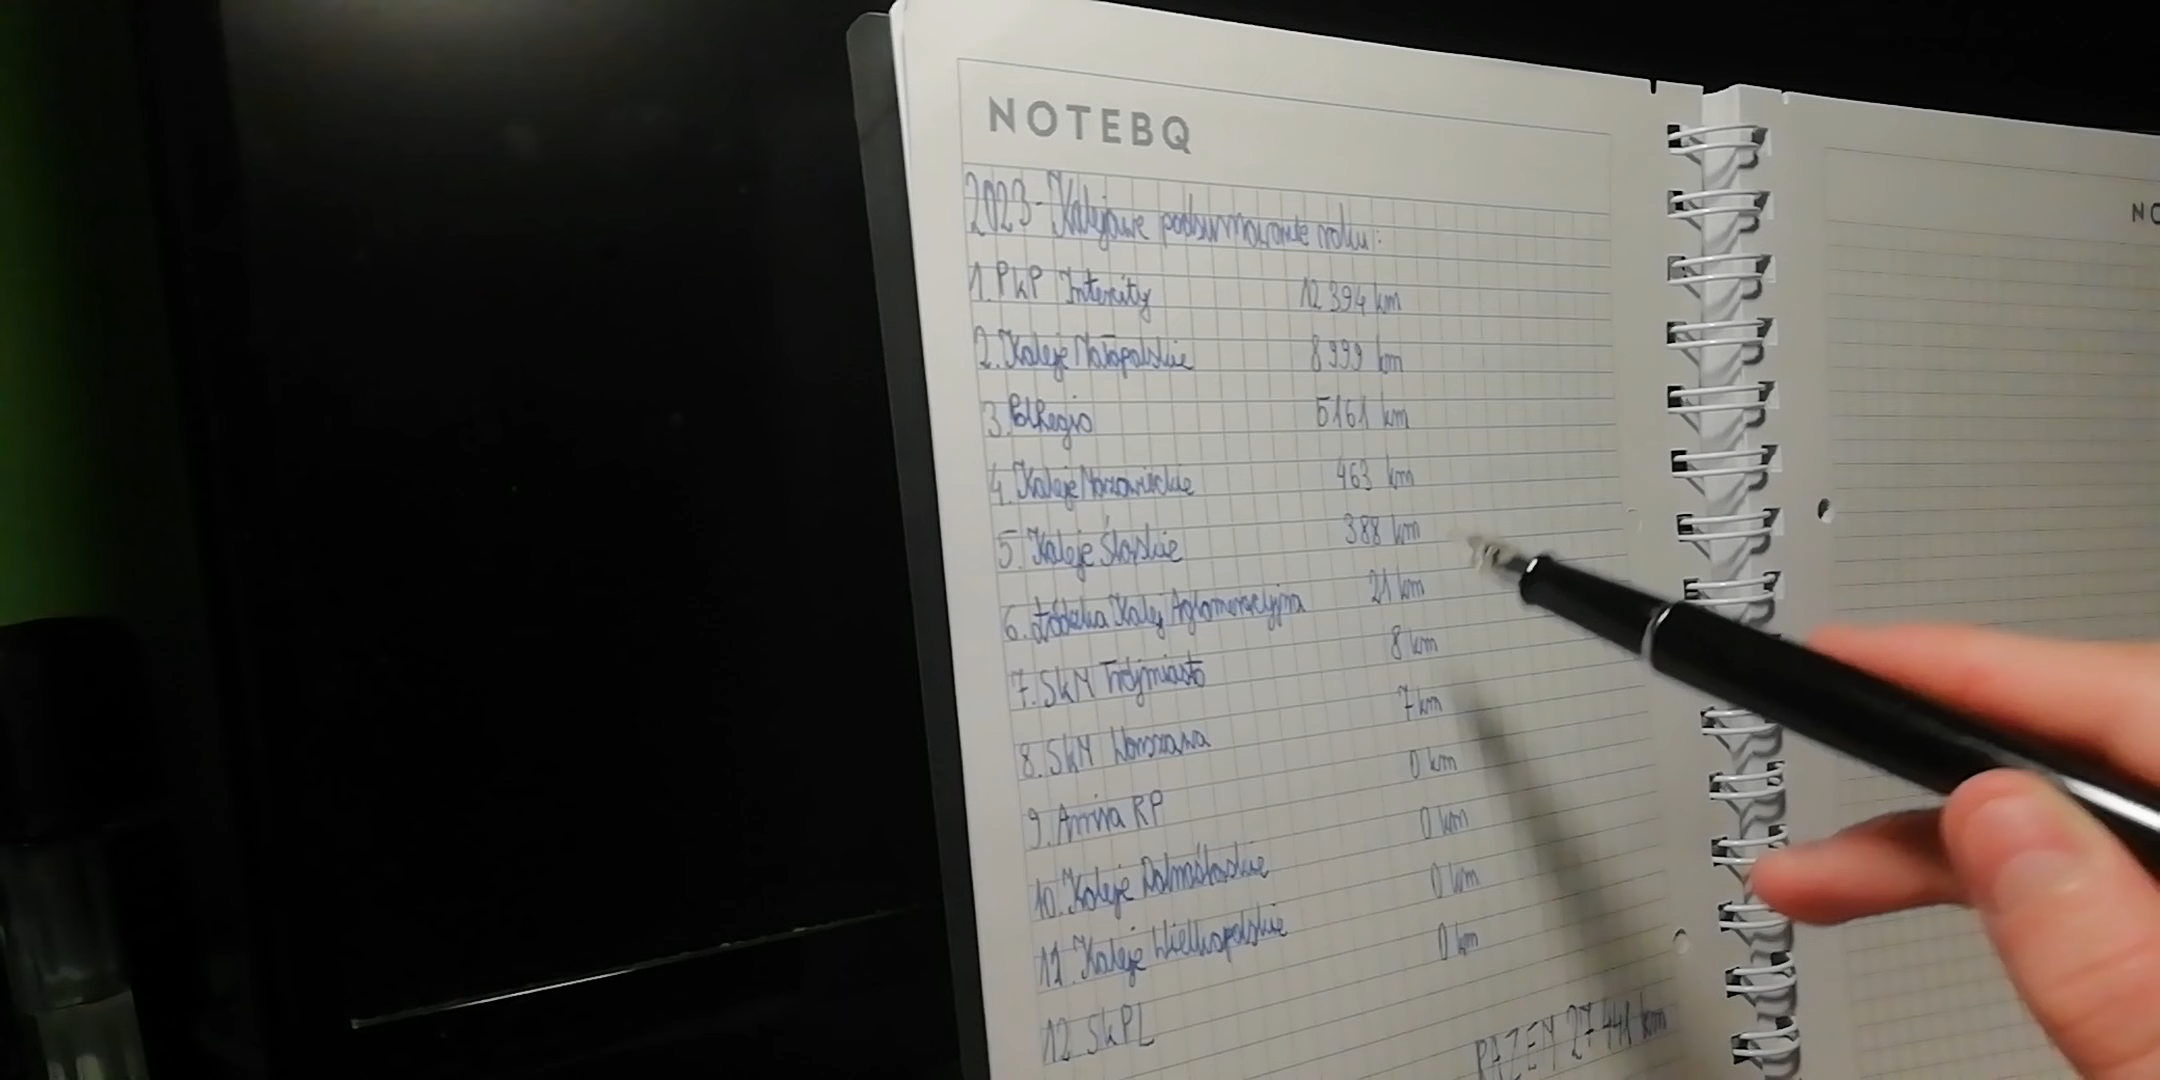 NOTEBQ
2023 - Kolejowe podsumowanie roku:
1. PKP Intercity 12 394 km
2. Koleje Małopolskie 8 999 km
3. PolRegio 5161 km
4. Koleje Mazowieckie 463 km
5. Koleje Śląskie 388 km
6. Łódzka Kolej Aglomeracyjna 21 km
7. SKM Trójmiasto 8 km
8. SKM Warszawa 7 km
9. Arriva RP 0 km
10. Koleje Dolnośląskie 0 km
11. Koleje Wielkopolskie 0 km
12. SKPL 0 km
RAZEM 27 441 km